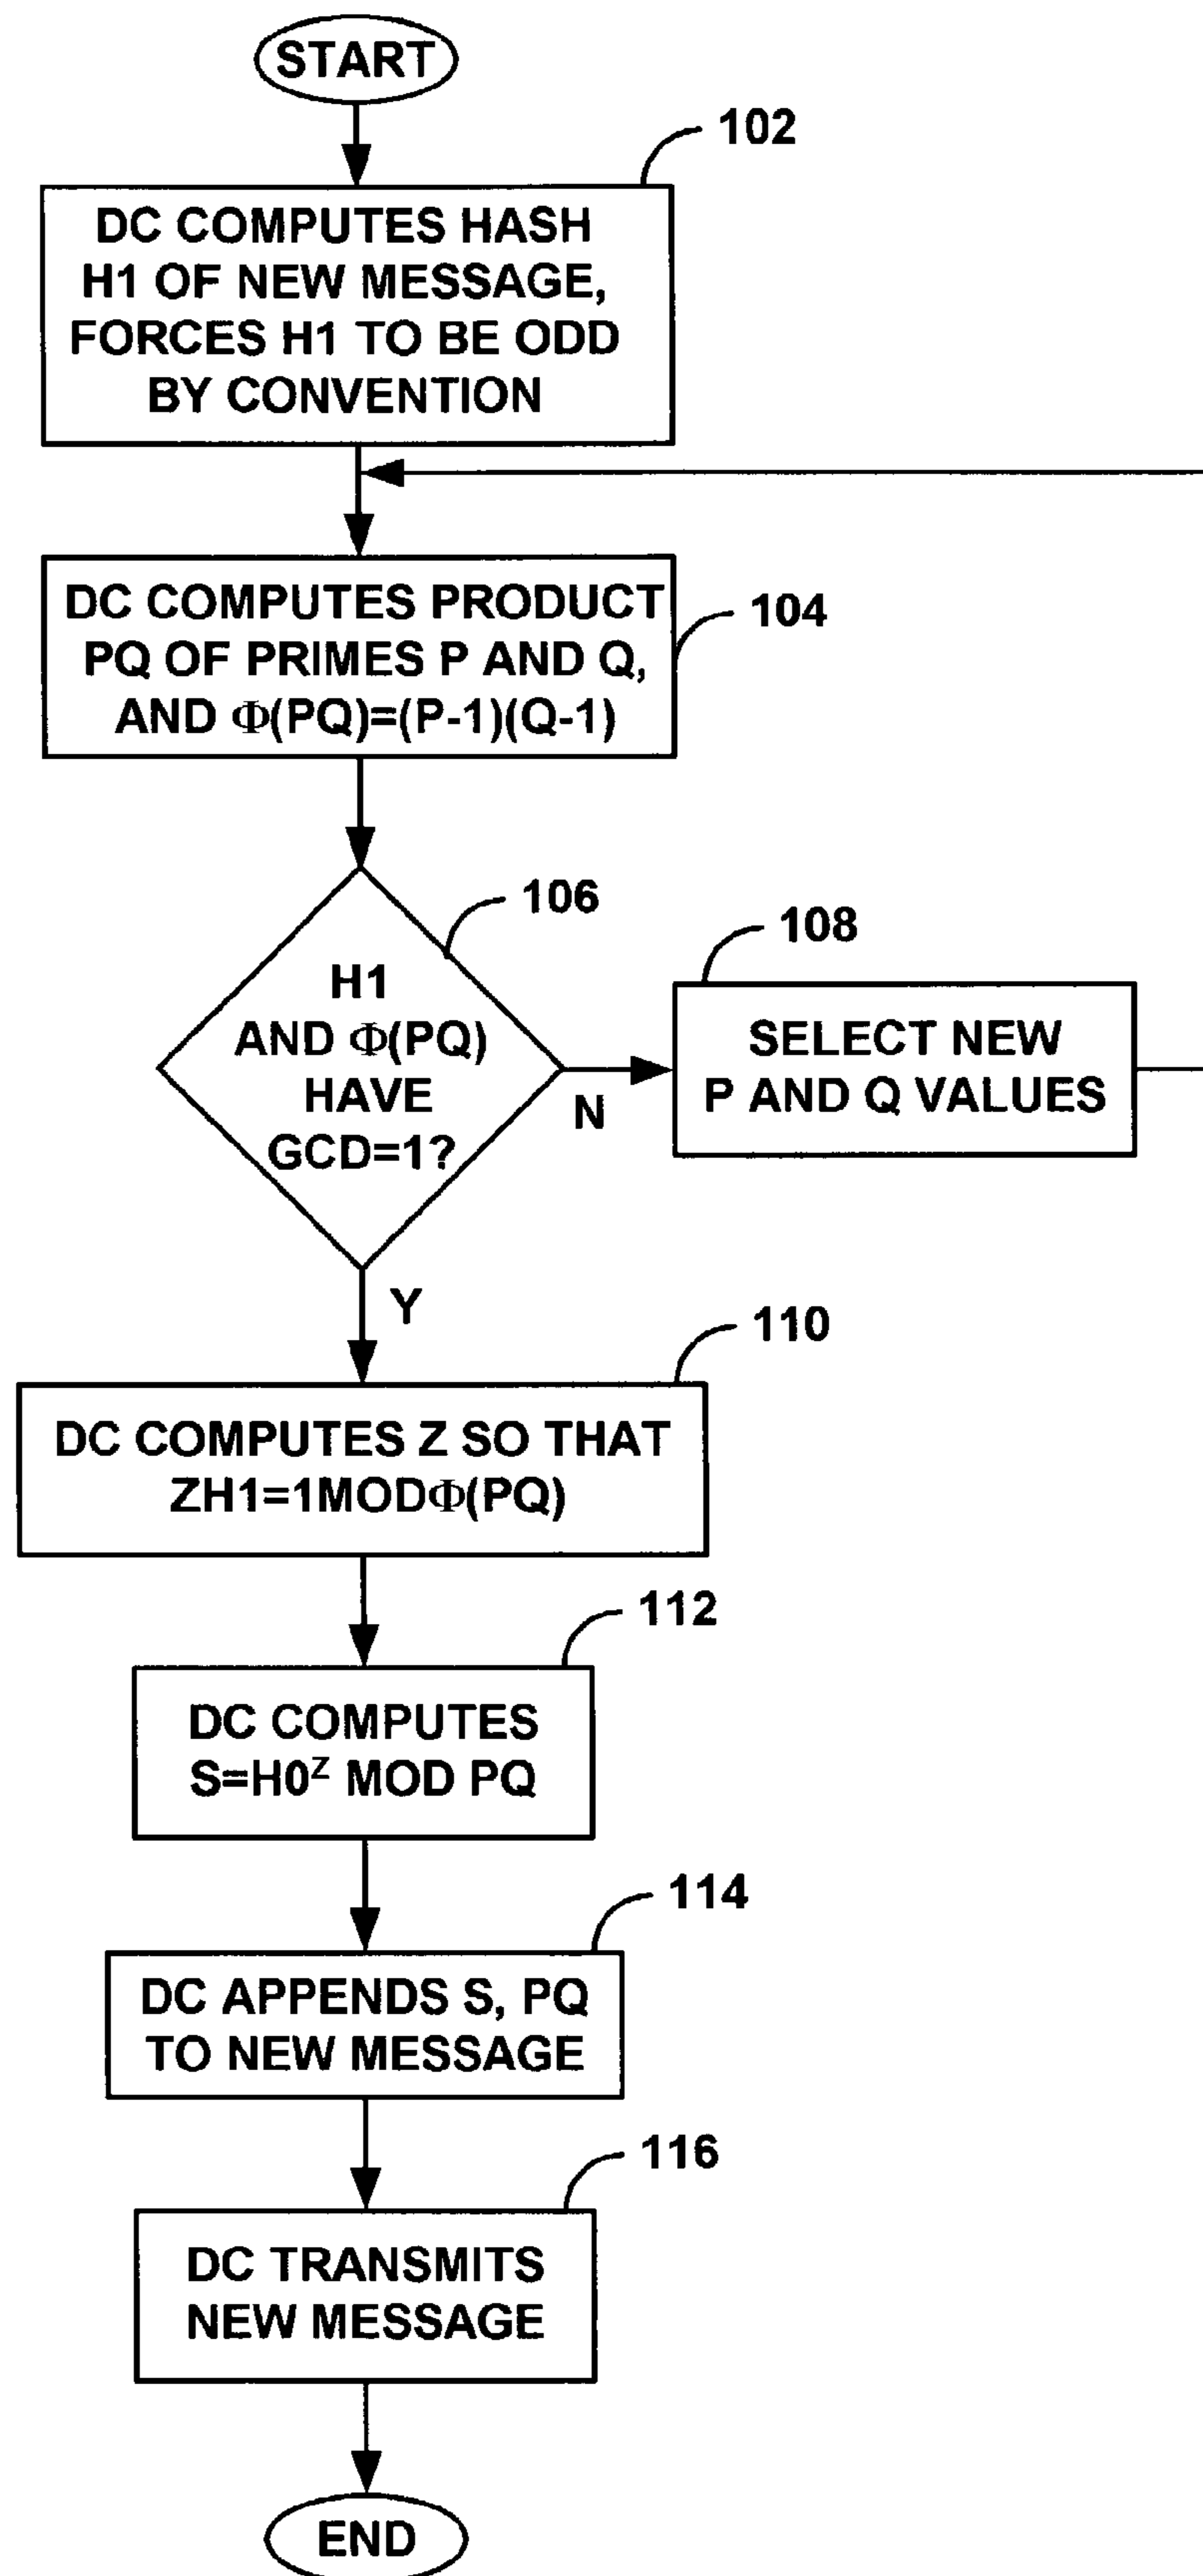 START
102
DC COMPUTES HASH
H1 OF NEW MESSAGE,
FORCES H1 TO BE ODD
BY CONVENTION
DC COMPUTES PRODUCT
PQ OF PRIMES P AND Q,
AND Φ(PQ)=(P-1)(Q-1)
104
106
H1
AND Φ(PQ)
HAVE
GCD=1?
N
108
SELECT NEW
P AND Q VALUES
Y
110
DC COMPUTES Z SO THAT
ZH1=1MODΦ(PQ)
112
DC COMPUTES
S=H0ᶻ MOD PQ
114
DC APPENDS S, PQ
TO NEW MESSAGE
116
DC TRANSMITS
NEW MESSAGE
END